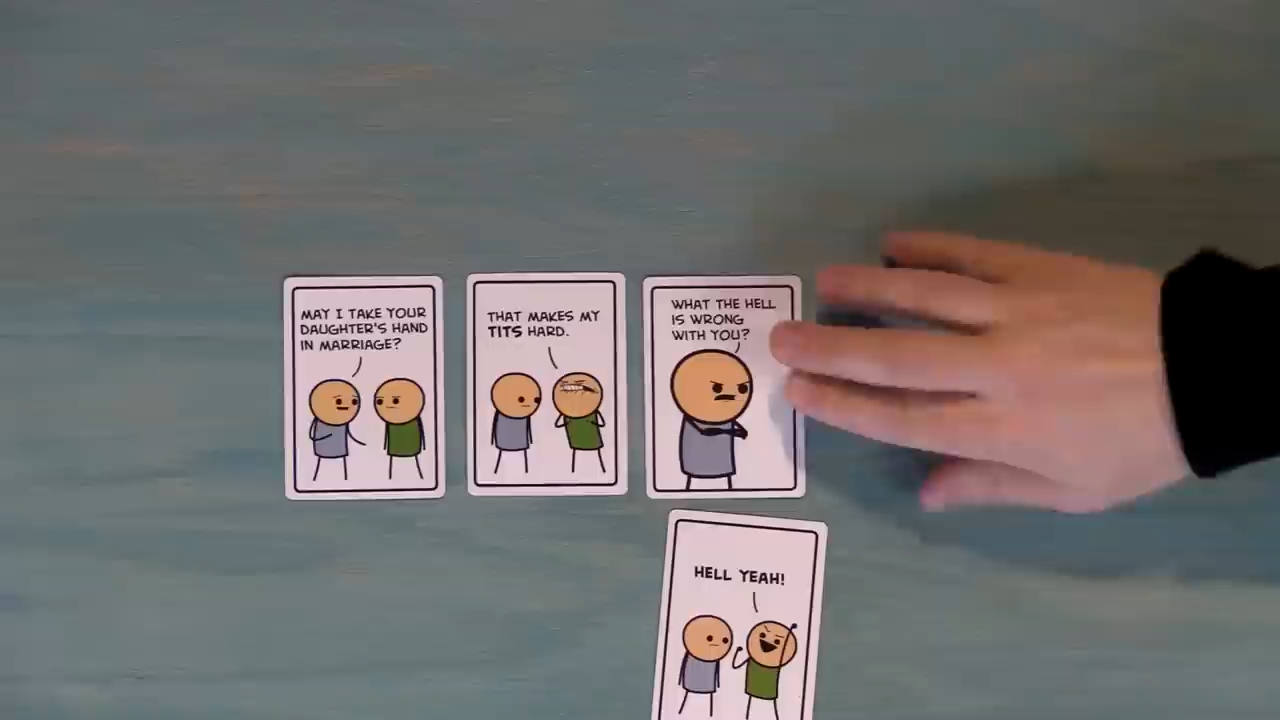 MAY I TAKE YOUR
DAUGHTER'S HAND
IN MARRIAGE?
THAT MAKES MY
TITS HARD.
WHAT THE HELL
IS WRONG
WITH YOU?
HELL YEAH!